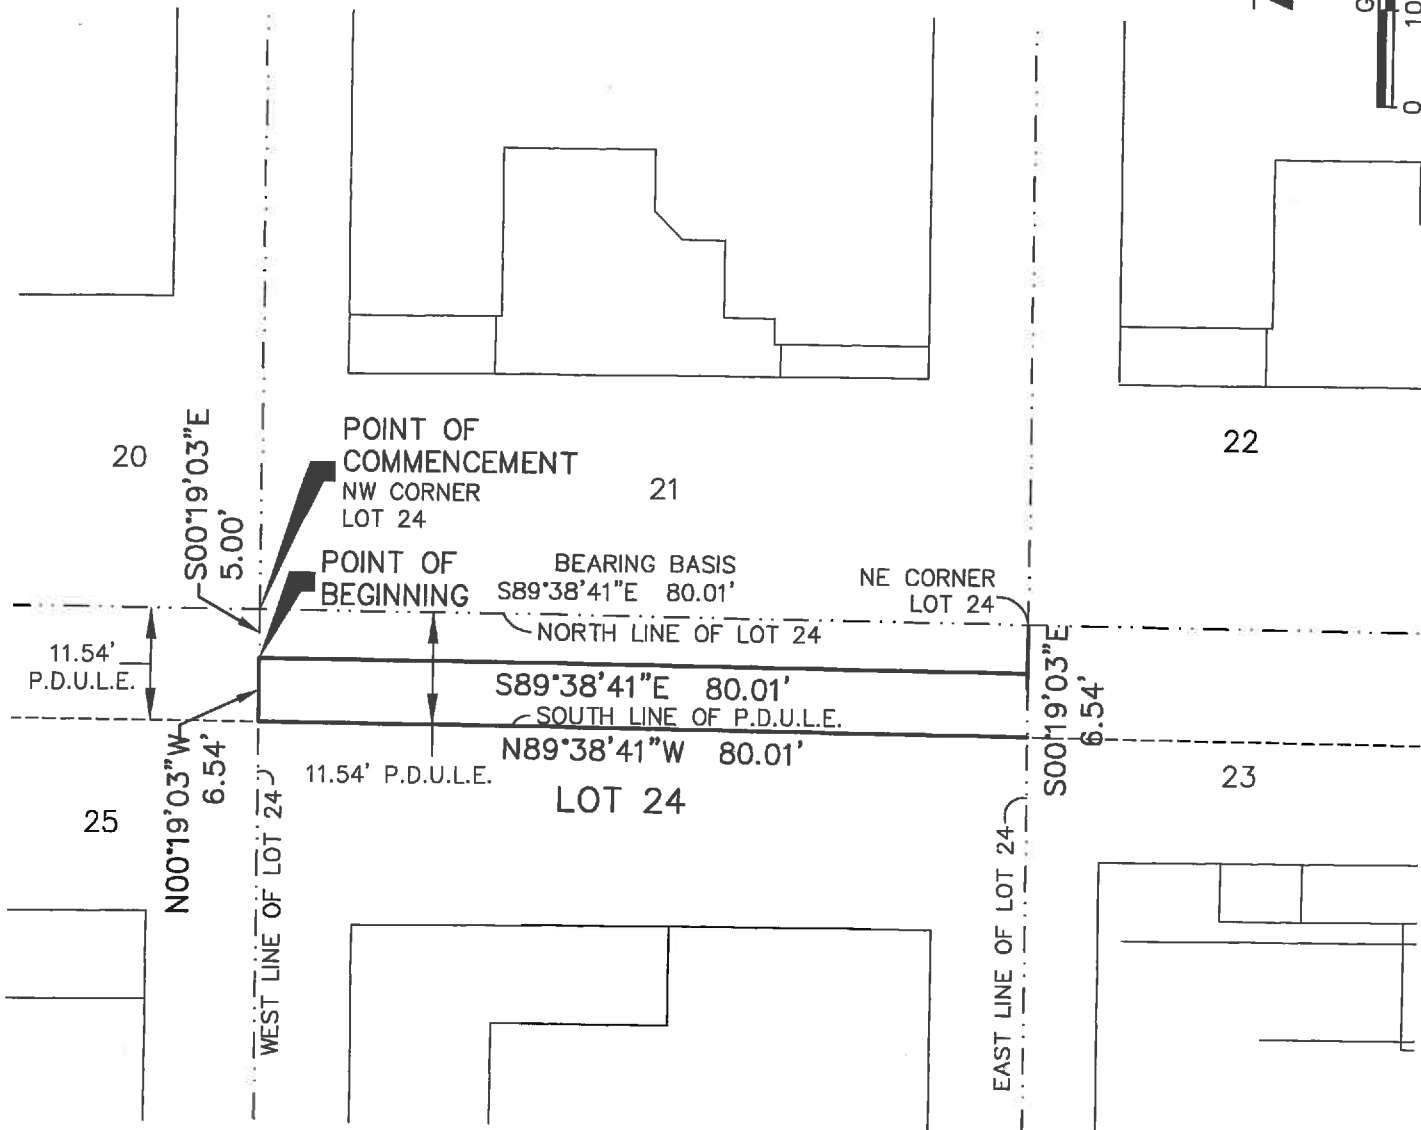 G
10
0
20
S00°19'03"E
5.00'
POINT OF
COMMENCEMENT
NW CORNER
LOT 24
21
22
POINT OF
BEGINNING
BEARING BASIS
S89°38'41"E 80.01'
NE CORNER
LOT 24
NORTH LINE OF LOT 24
11.54'
P.D.U.L.E.
S89°38'41"E 80.01'
SOUTH LINE OF P.D.U.L.E.
N89°38'41"W 80.01'
S00°19'03"E
6.54'
N00°19'03"W
6.54'
11.54' P.D.U.L.E.
LOT 24
23
25
WEST LINE OF LOT 24
EAST LINE OF LOT 24